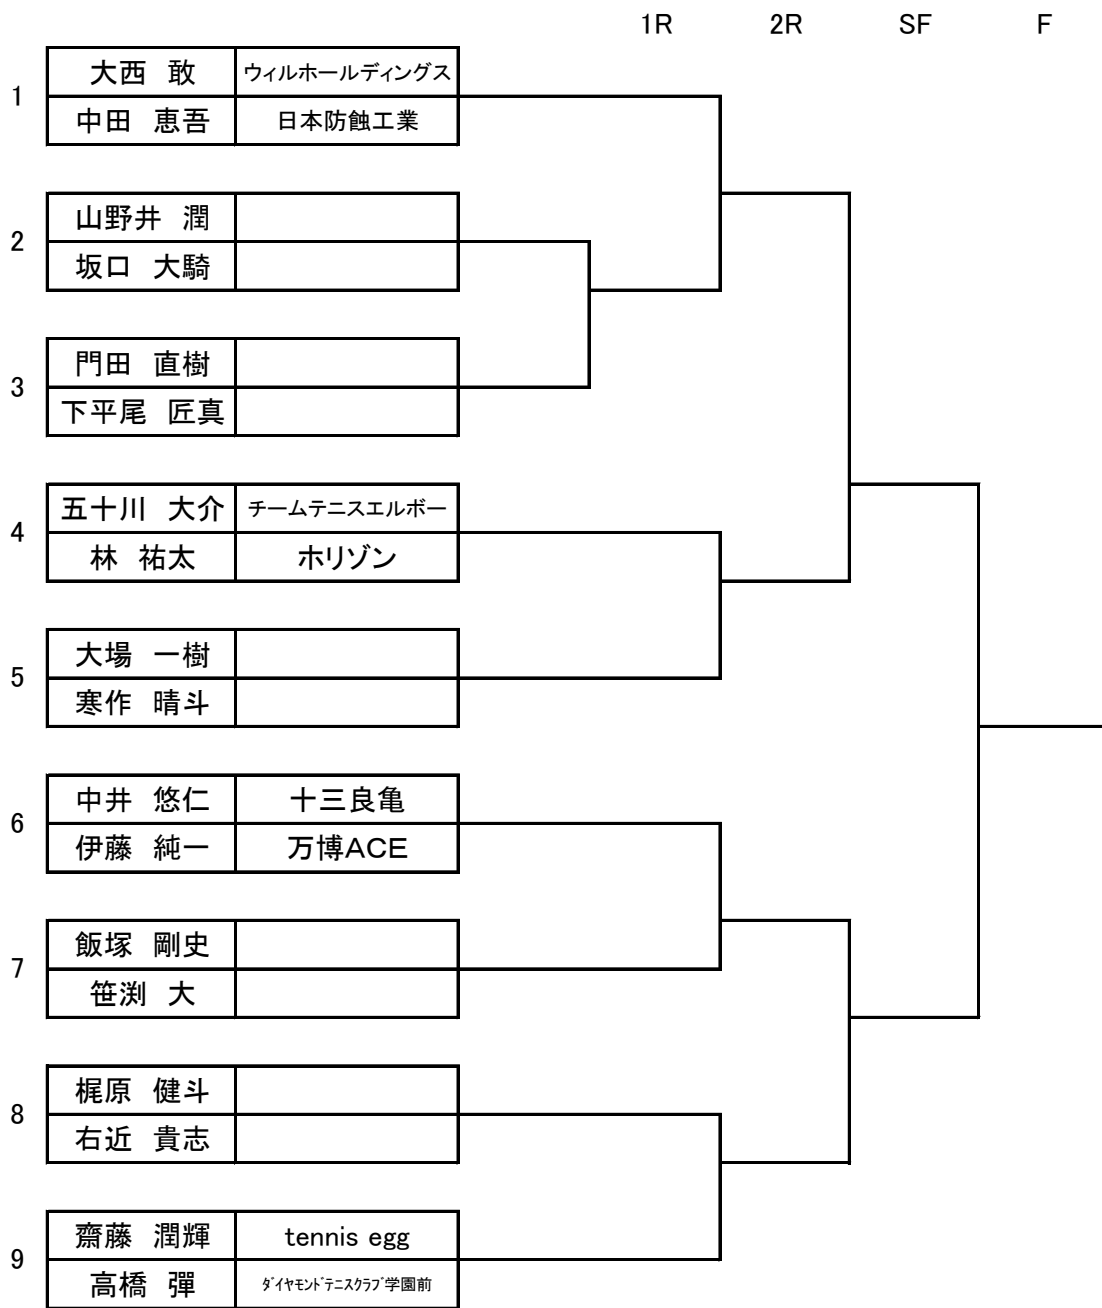 1R 2R SF F
1
大西 敢 ウィルホールディングス
中田 恵吾 日本防蝕工業
2
山野井 潤
坂口 大騎
3
門田 直樹
下平尾 匠真
4
五十川 大介 チームテニスエルボー
林 祐太 ホリゾン
5
大場 一樹
寒作 晴斗
6
中井 悠仁 十三良亀
伊藤 純一 万博ACE
7
飯塚 剛史
笹渕 大
8
梶原 健斗
右近 貴志
9
齋藤 潤輝 tennis egg
高橋 彈 ﾀﾞｲﾔﾓﾝﾄﾞﾃﾆｽｸﾗﾌﾞ学園前